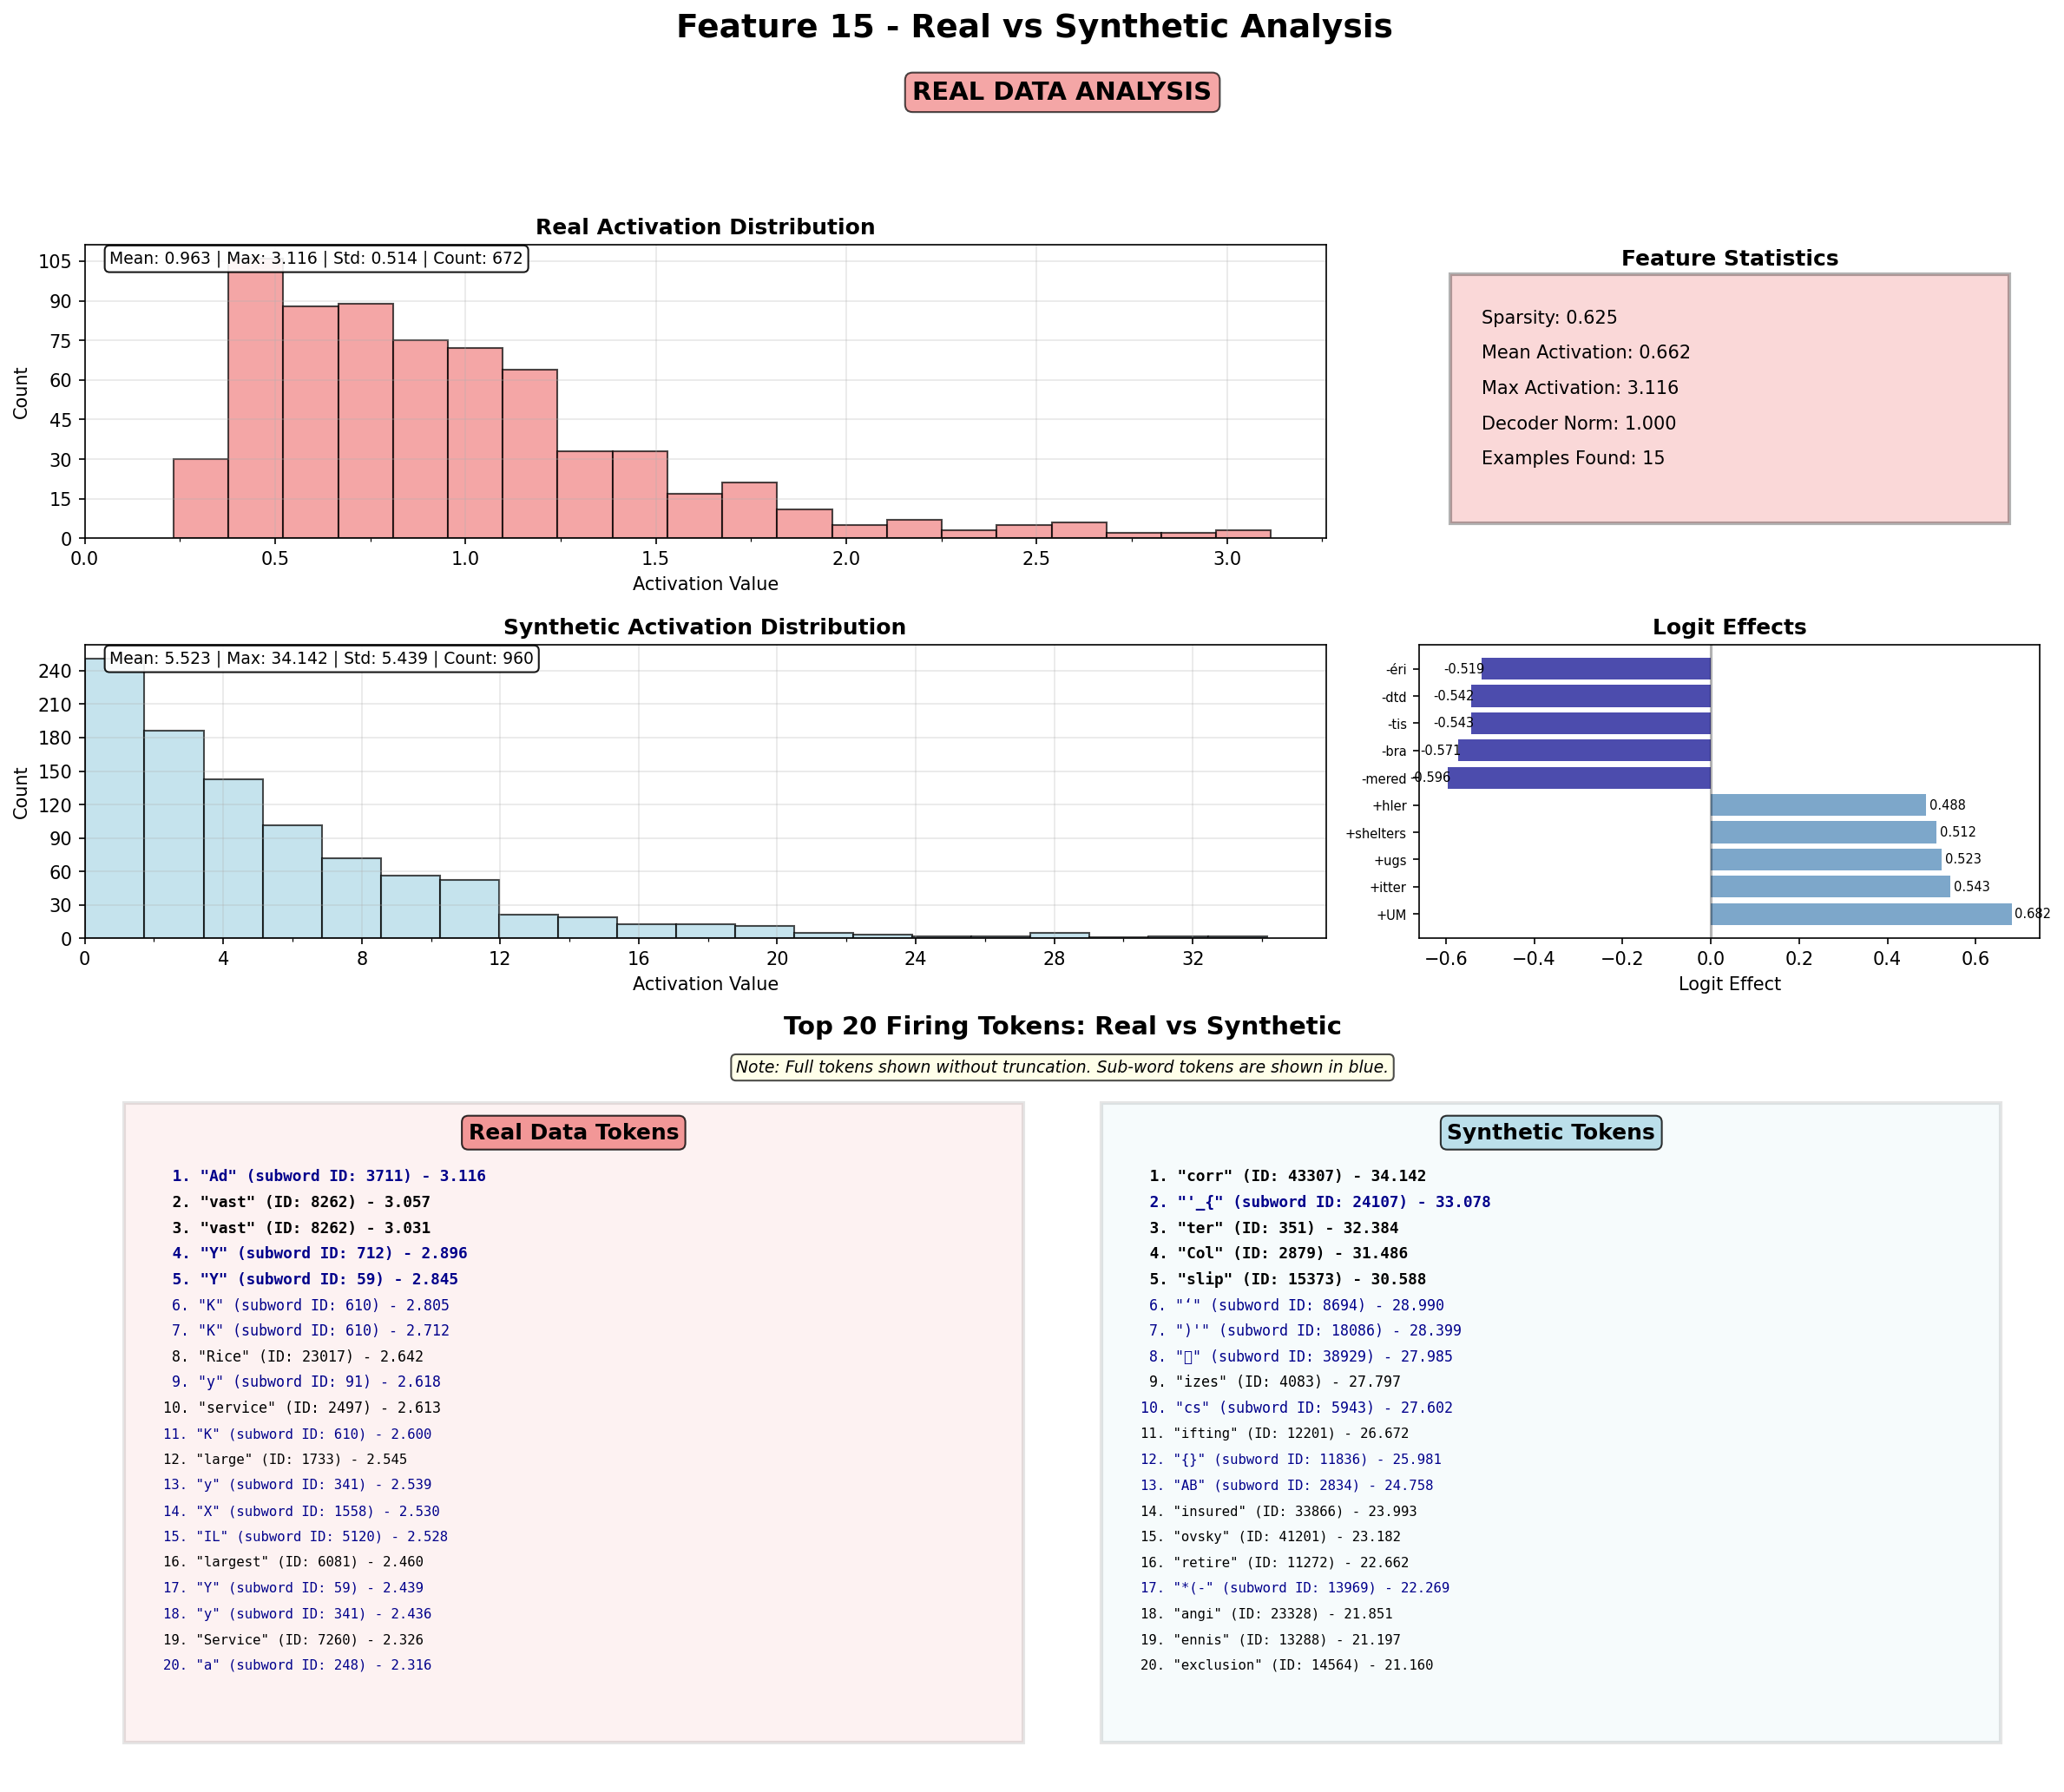 Feature 15 - Real vs Synthetic Analysis
REAL DATA ANALYSIS
Real Activation Distribution
Mean: 0.963 | Max: 3.116 | Std: 0.514 | Count: 672
105
90
75
60
45
30
15
0
Count
0.0 0.5 1.0 1.5 2.0 2.5 3.0
Activation Value
Feature Statistics
Sparsity: 0.625
Mean Activation: 0.662
Max Activation: 3.116
Decoder Norm: 1.000
Examples Found: 15
Synthetic Activation Distribution
Mean: 5.523 | Max: 34.142 | Std: 5.439 | Count: 960
240
210
180
150
120
90
60
30
0
Count
0 4 8 12 16 20 24 28 32
Activation Value
Logit Effects
-éri -0.519
-dtd -0.542
-tis -0.543
-bra -0.571
-mered -0.596
+hler 0.488
+shelters 0.512
+ugs 0.523
+itter 0.543
+UM 0.682
−0.6 −0.4 −0.2 0.0 0.2 0.4 0.6
Logit Effect
Top 20 Firing Tokens: Real vs Synthetic
Note: Full tokens shown without truncation. Sub-word tokens are shown in blue.
Real Data Tokens
1. "Ad" (subword ID: 3711) - 3.116
2. "vast" (ID: 8262) - 3.057
3. "vast" (ID: 8262) - 3.031
4. "Y" (subword ID: 712) - 2.896
5. "Y" (subword ID: 59) - 2.845
6. "K" (subword ID: 610) - 2.805
7. "K" (subword ID: 610) - 2.712
8. "Rice" (ID: 23017) - 2.642
9. "y" (subword ID: 91) - 2.618
10. "service" (ID: 2497) - 2.613
11. "K" (subword ID: 610) - 2.600
12. "large" (ID: 1733) - 2.545
13. "y" (subword ID: 341) - 2.539
14. "X" (subword ID: 1558) - 2.530
15. "IL" (subword ID: 5120) - 2.528
16. "largest" (ID: 6081) - 2.460
17. "Y" (subword ID: 59) - 2.439
18. "y" (subword ID: 341) - 2.436
19. "Service" (ID: 7260) - 2.326
20. "a" (subword ID: 248) - 2.316
Synthetic Tokens
1. "corr" (ID: 43307) - 34.142
2. "'_{" (subword ID: 24107) - 33.078
3. "ter" (ID: 351) - 32.384
4. "Col" (ID: 2879) - 31.486
5. "slip" (ID: 15373) - 30.588
6. "‘" (subword ID: 8694) - 28.990
7. ")'" (subword ID: 18086) - 28.399
8. "" (subword ID: 38929) - 27.985
9. "izes" (ID: 4083) - 27.797
10. "cs" (subword ID: 5943) - 27.602
11. "ifting" (ID: 12201) - 26.672
12. "{}" (subword ID: 11836) - 25.981
13. "AB" (subword ID: 2834) - 24.758
14. "insured" (ID: 33866) - 23.993
15. "ovsky" (ID: 41201) - 23.182
16. "retire" (ID: 11272) - 22.662
17. "*(-" (subword ID: 13969) - 22.269
18. "angi" (ID: 23328) - 21.851
19. "ennis" (ID: 13288) - 21.197
20. "exclusion" (ID: 14564) - 21.160